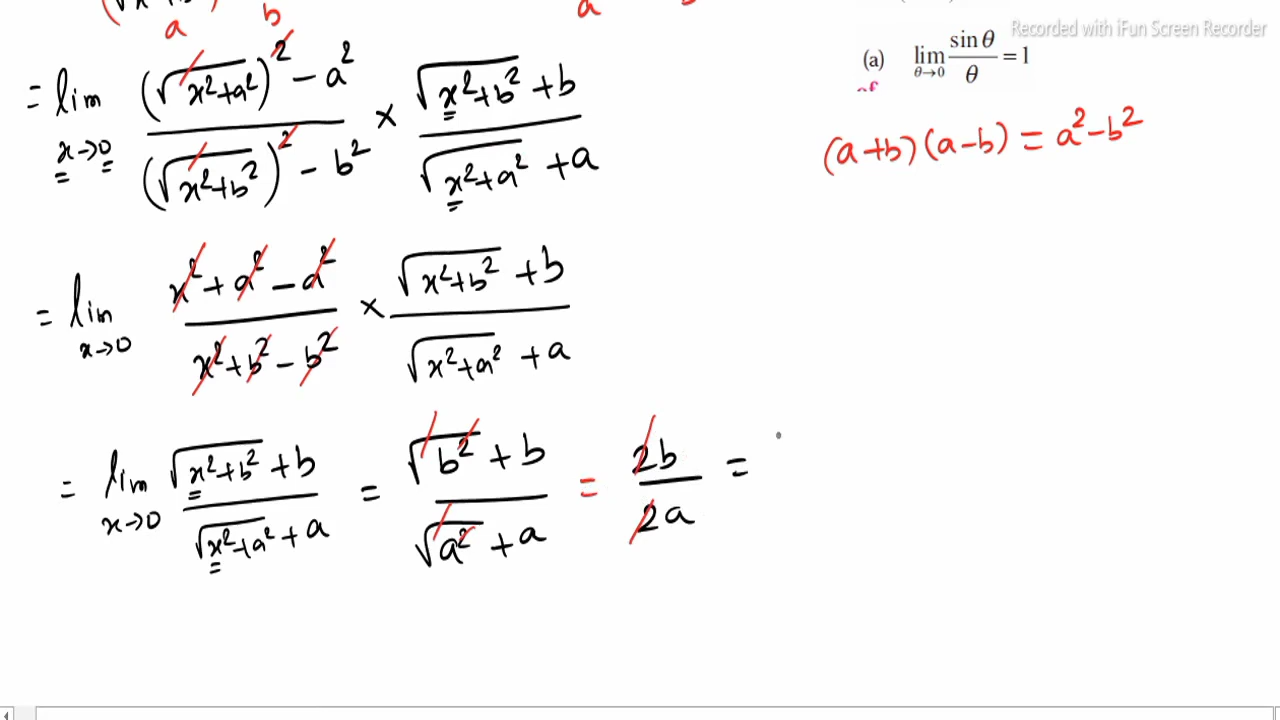 a b a
Recorded with iFun Screen Recorder
(a) lim θ→0 sinθ/θ = 1
of
(a+b)(a-b) = a²-b²
= lim x→0 ((√x²+a²)² - a²)/((√x²+b²)² - b²) × (√x²+b² + b)/(√x²+a² + a)
= lim x→0 (x²+a²-a²)/(x²+b²-b²) × (√x²+b² + b)/(√x²+a² + a)
= lim x→0 (√x²+b² + b)/(√x²+a² + a) = (√b² + b)/(√a² + a) = 2b/2a =